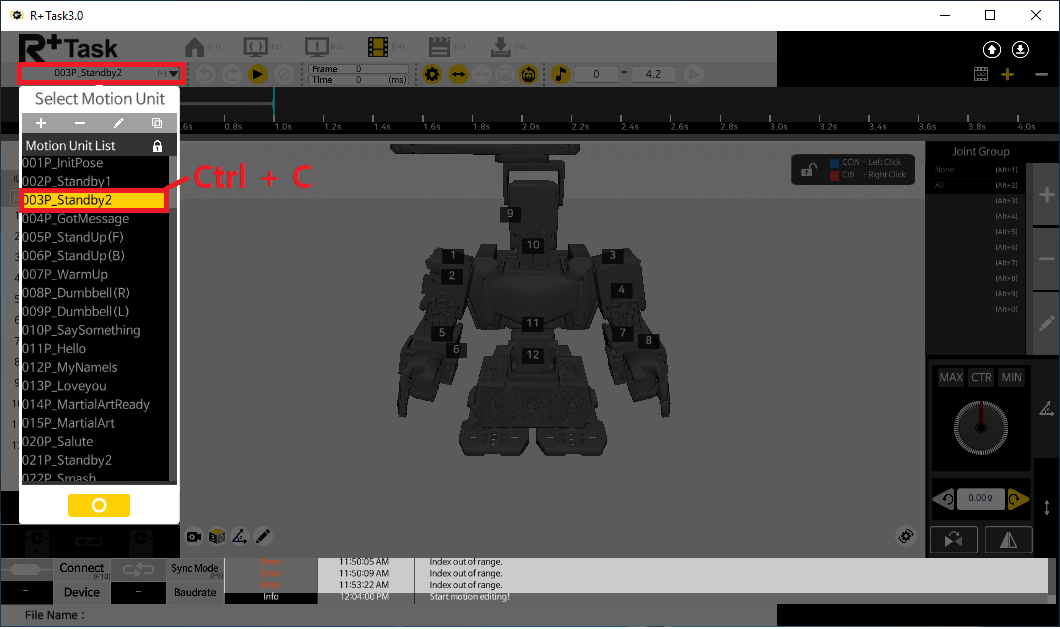 R+ Task3.0
R+Task
(F1)
{ } (F2)
(F3)
(F4)
(F5)
(F6)
003P_Standby2 (-)
Frame 0
Time 0 (ms)
0 - 4.2
0.6s 0.8s 1.0s 1.2s 1.4s 1.6s 1.8s 2.0s 2.2s 2.4s 2.6s 2.8s 3.0s 3.2s 3.4s 3.6s 3.8s 4.0s
Select Motion Unit
Motion Unit List
001P_InitPose
002P_Standby1
003P_Standby2
004P_GotMessage
005P_StandUp(F)
006P_StandUp(B)
007P_WarmUp
008P_Dumbbell(R)
009P_Dumbbell(L)
010P_SaySomething
011P_Hello
012P_MyNameIs
013P_Loveyou
014P_MartialArtReady
015P_MartialArt
020P_Salute
021P_Standby2
022P_Smash
Ctrl + C
CCW - Left Click
CW - Right Click
9
10
1
3
2
4
11
5
7
6
8
12
Joint Group
None (Alt+1)
All (Alt+2)
(Alt+3)
(Alt+4)
(Alt+5)
(Alt+6)
(Alt+7)
(Alt+8)
(Alt+9)
(Alt+0)
MAX CTR MIN
0.00º
Connect
(F10)
Device
-
-
Sync Mode
(F9)
Baudrate
Error 11:50:05 AM Index out of range.
Error 11:50:09 AM Index out of range.
Error 11:53:22 AM Index out of range.
Info 12:04:00 PM Start motion editing!
File Name :